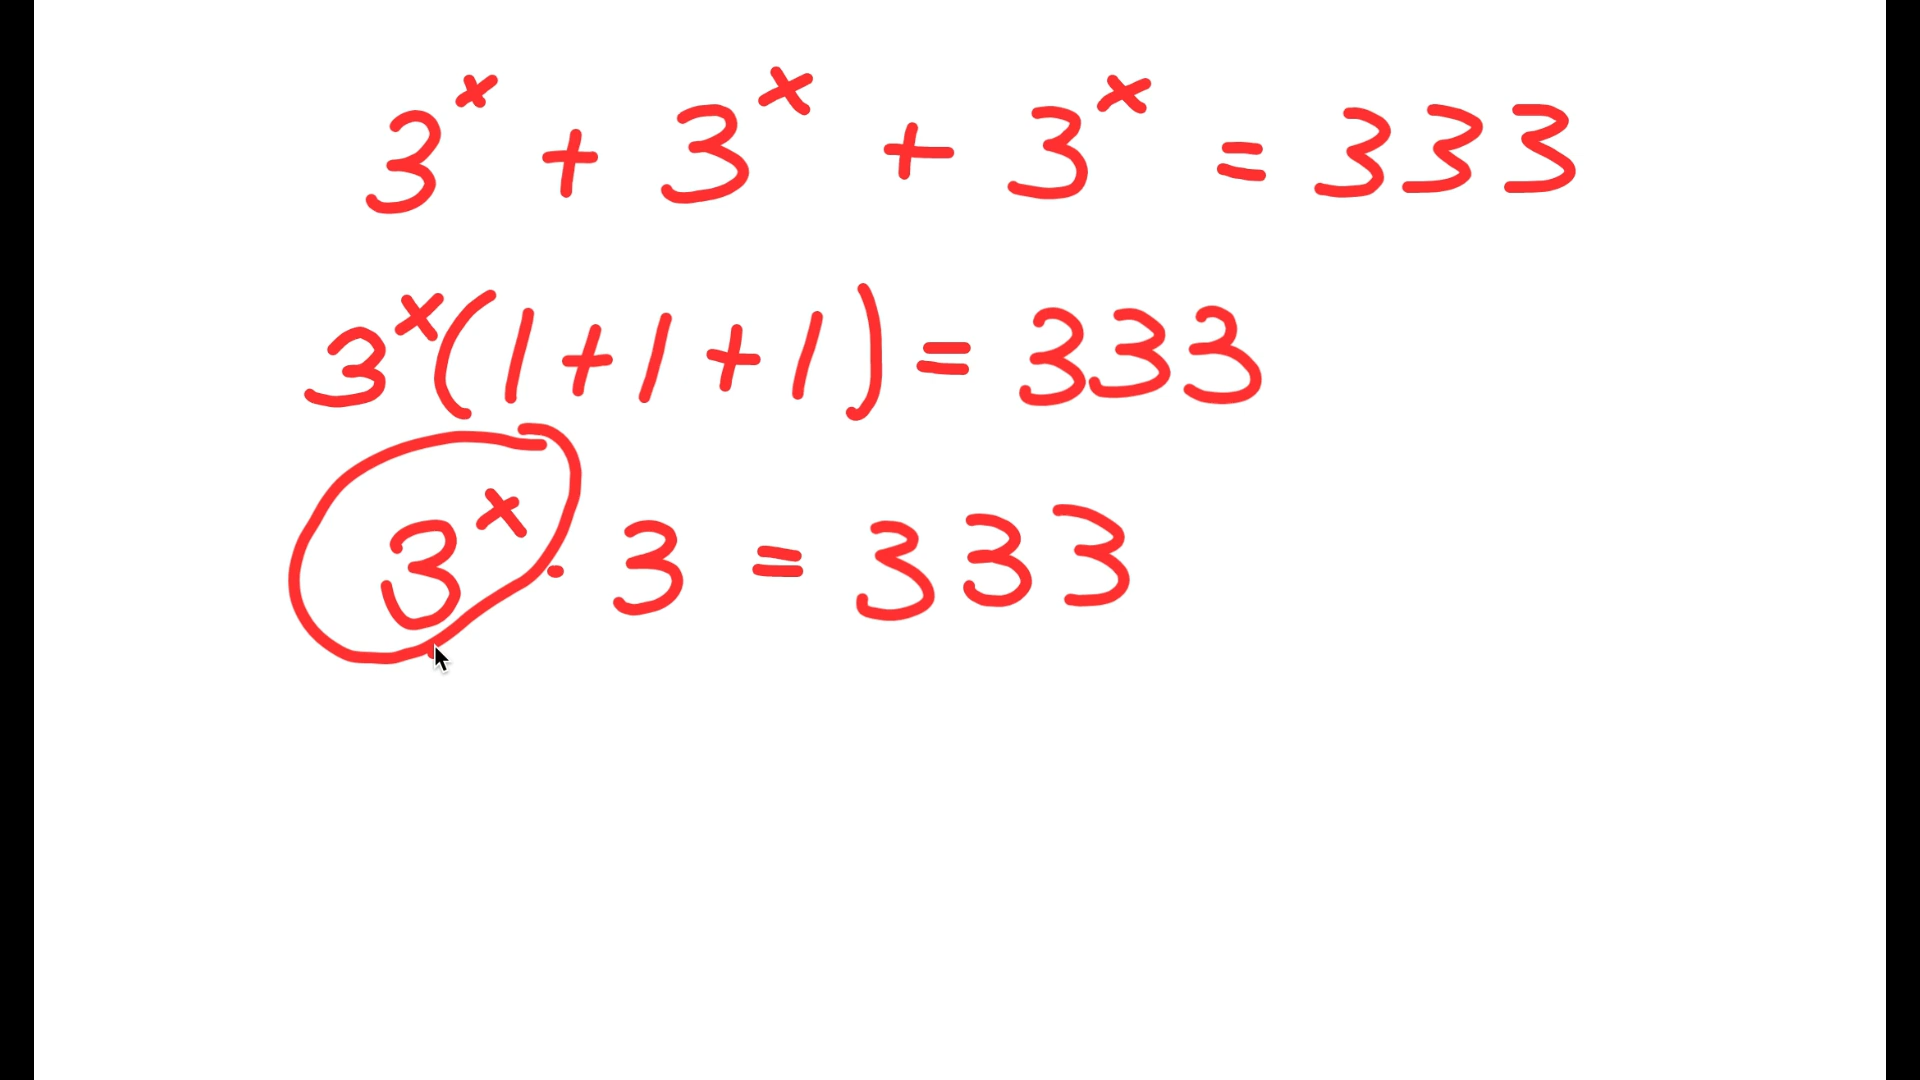 3^x + 3^x + 3^x = 333
3^x(1+1+1) = 333
3^x · 3 = 333